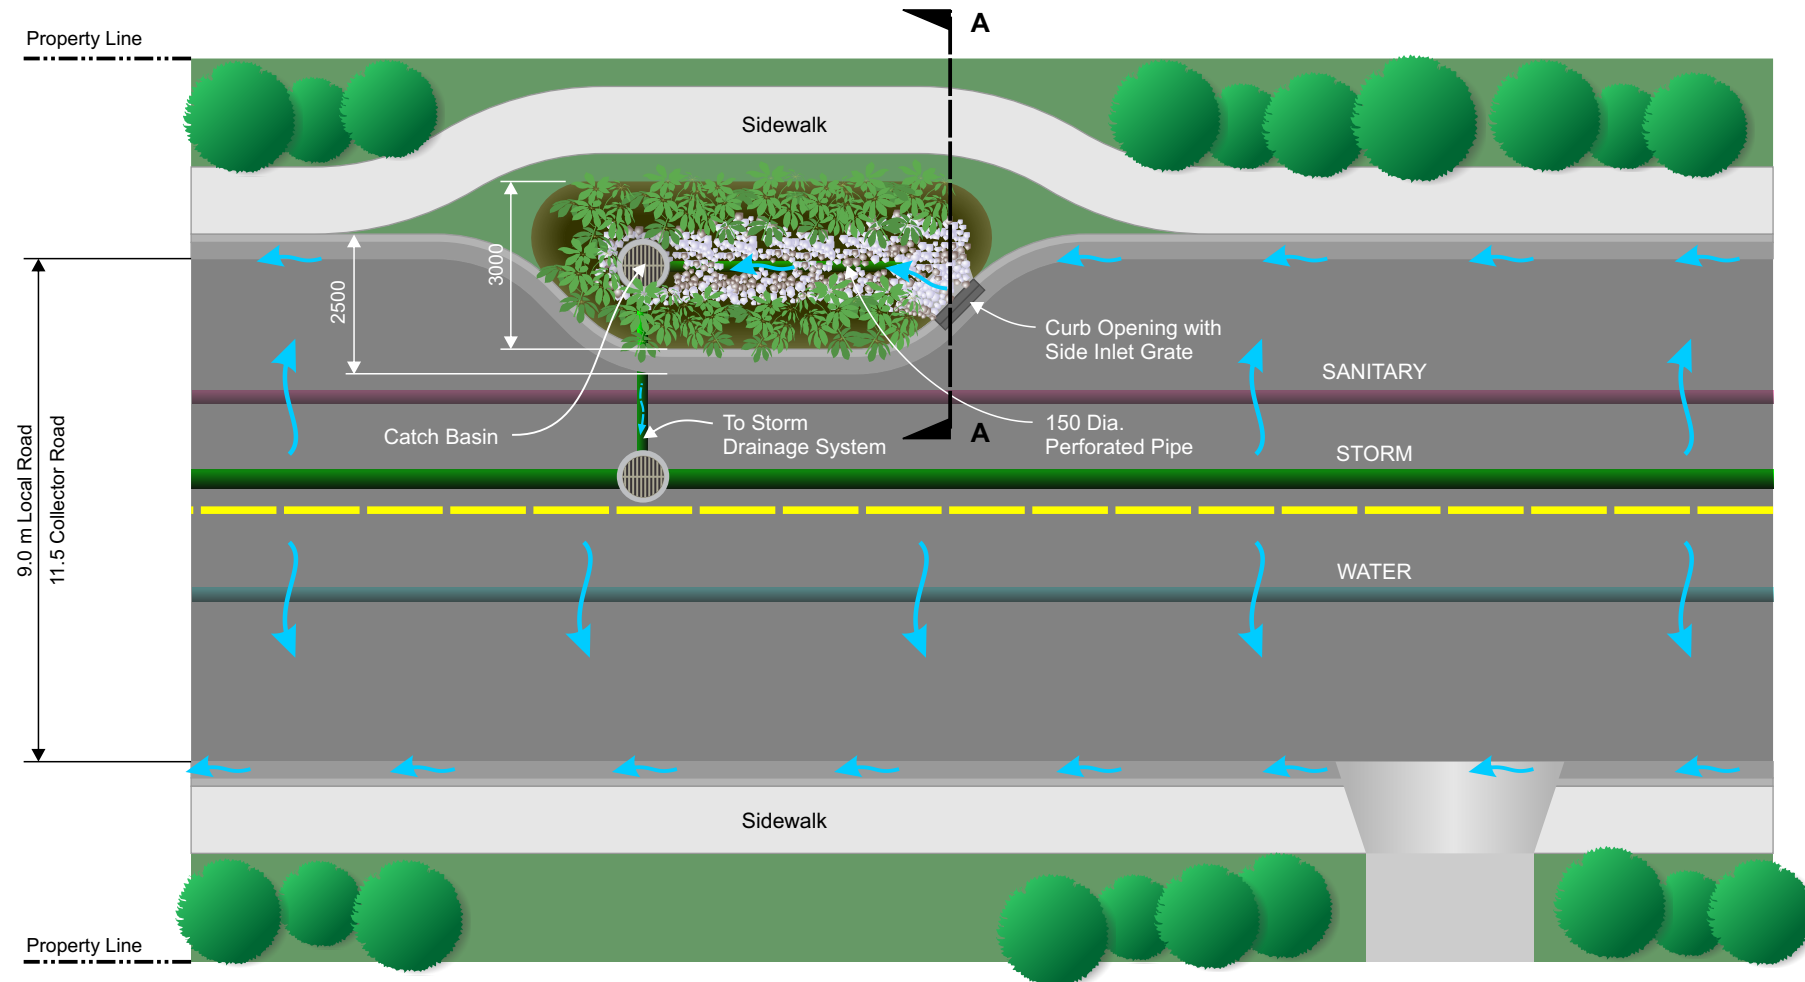 A
Property Line
Sidewalk
3000
2500
Curb Opening with
Side Inlet Grate
SANITARY
Catch Basin
To Storm
Drainage System
A
150 Dia.
Perforated Pipe
STORM
9.0 m Local Road
11.5 Collector Road
WATER
Sidewalk
Property Line